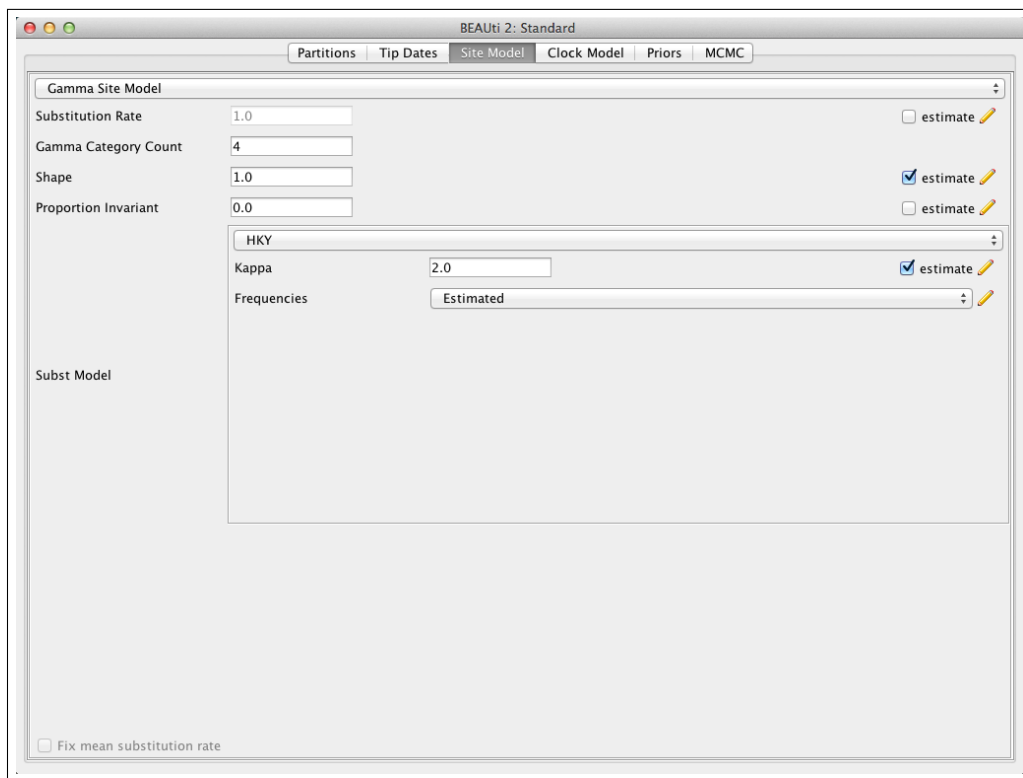 BEAUti 2: Standard
Partitions Tip Dates Site Model Clock Model Priors MCMC
Gamma Site Model
Substitution Rate 1.0 estimate
Gamma Category Count 4
Shape 1.0 estimate
Proportion Invariant 0.0 estimate
HKY
Kappa 2.0 estimate
Frequencies Estimated
Subst Model
Fix mean substitution rate